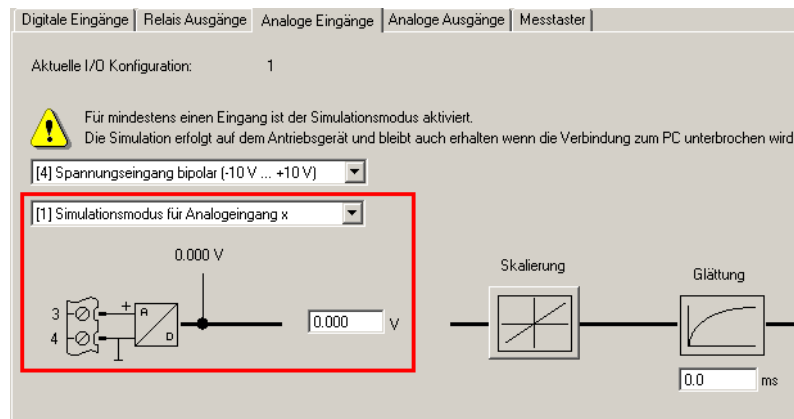 Digitale Eingänge Relais Ausgänge Analoge Eingänge Analoge Ausgänge Messtaster
Aktuelle I/O Konfiguration: 1
Für mindestens einen Eingang ist der Simulationsmodus aktiviert.
Die Simulation erfolgt auf dem Antriebsgerät und bleibt auch erhalten wenn die Verbindung zum PC unterbrochen wird
[4] Spannungseingang bipolar (-10 V ... +10 V)
[1] Simulationsmodus für Analogeingang x
0.000 V
Skalierung
Glättung
3 + A
0.000 V
4 D
0.0 ms